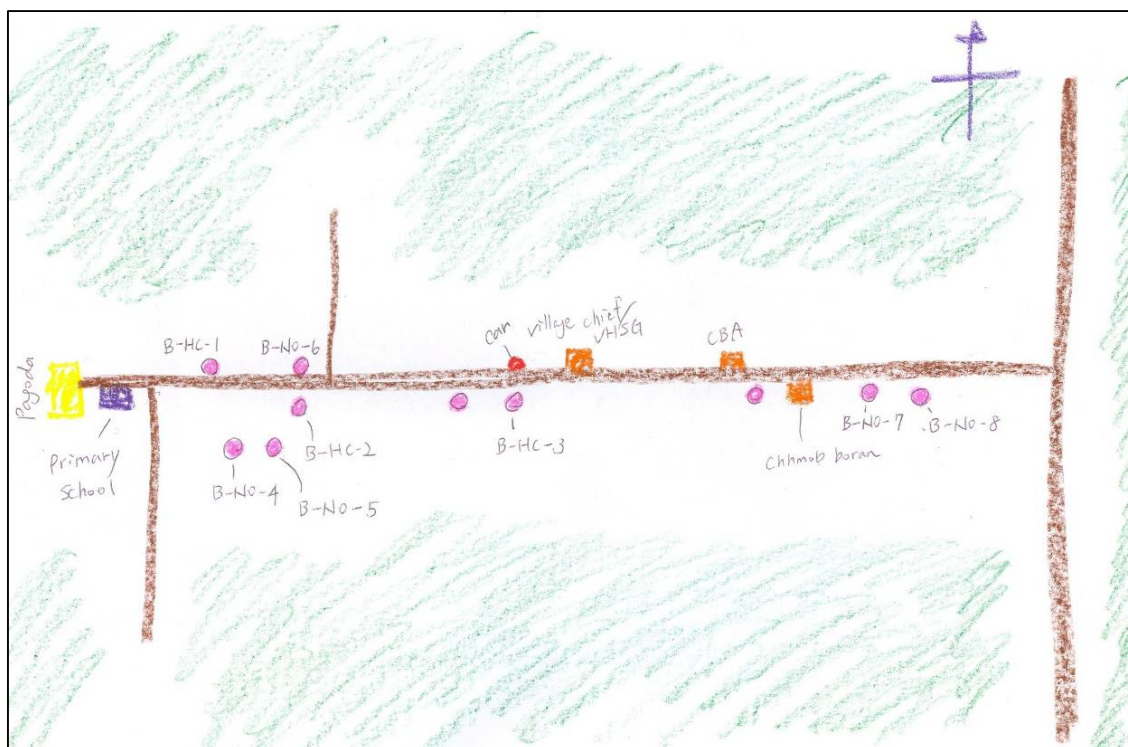 Pagoda
Primary
School
B-HC-1
B-NO-6
B-HC-2
B-NO-4
B-NO-5
car
village chief/
VHSG
B-HC-3
CBA
Chhmob boran
B-NO-7
B-NO-8